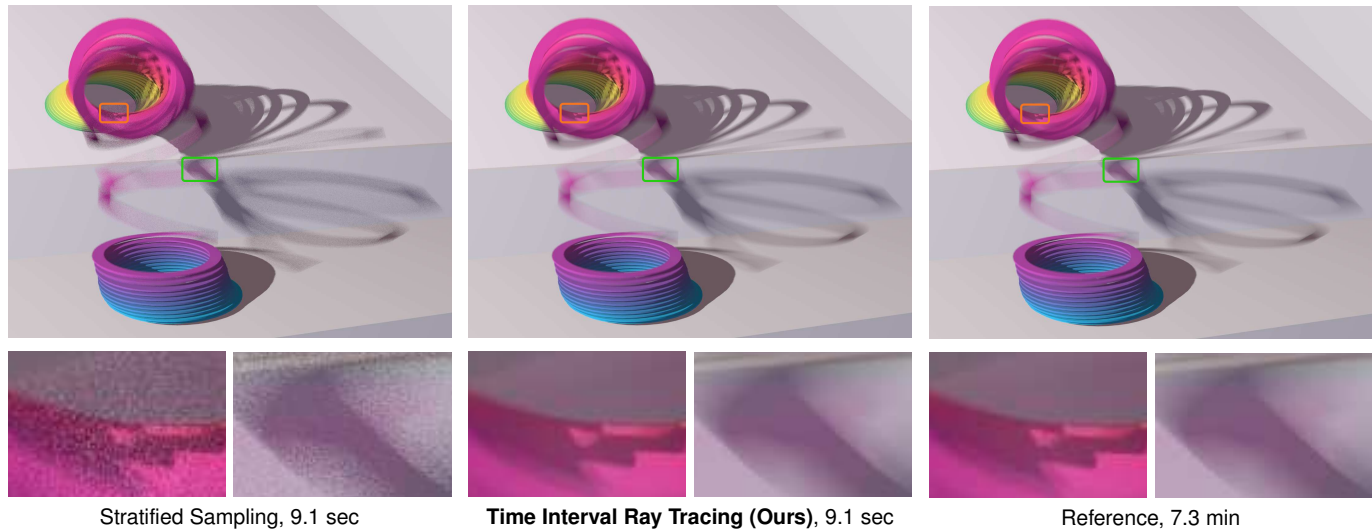 Stratified Sampling, 9.1 sec
Time Interval Ray Tracing (Ours), 9.1 sec
Reference, 7.3 min